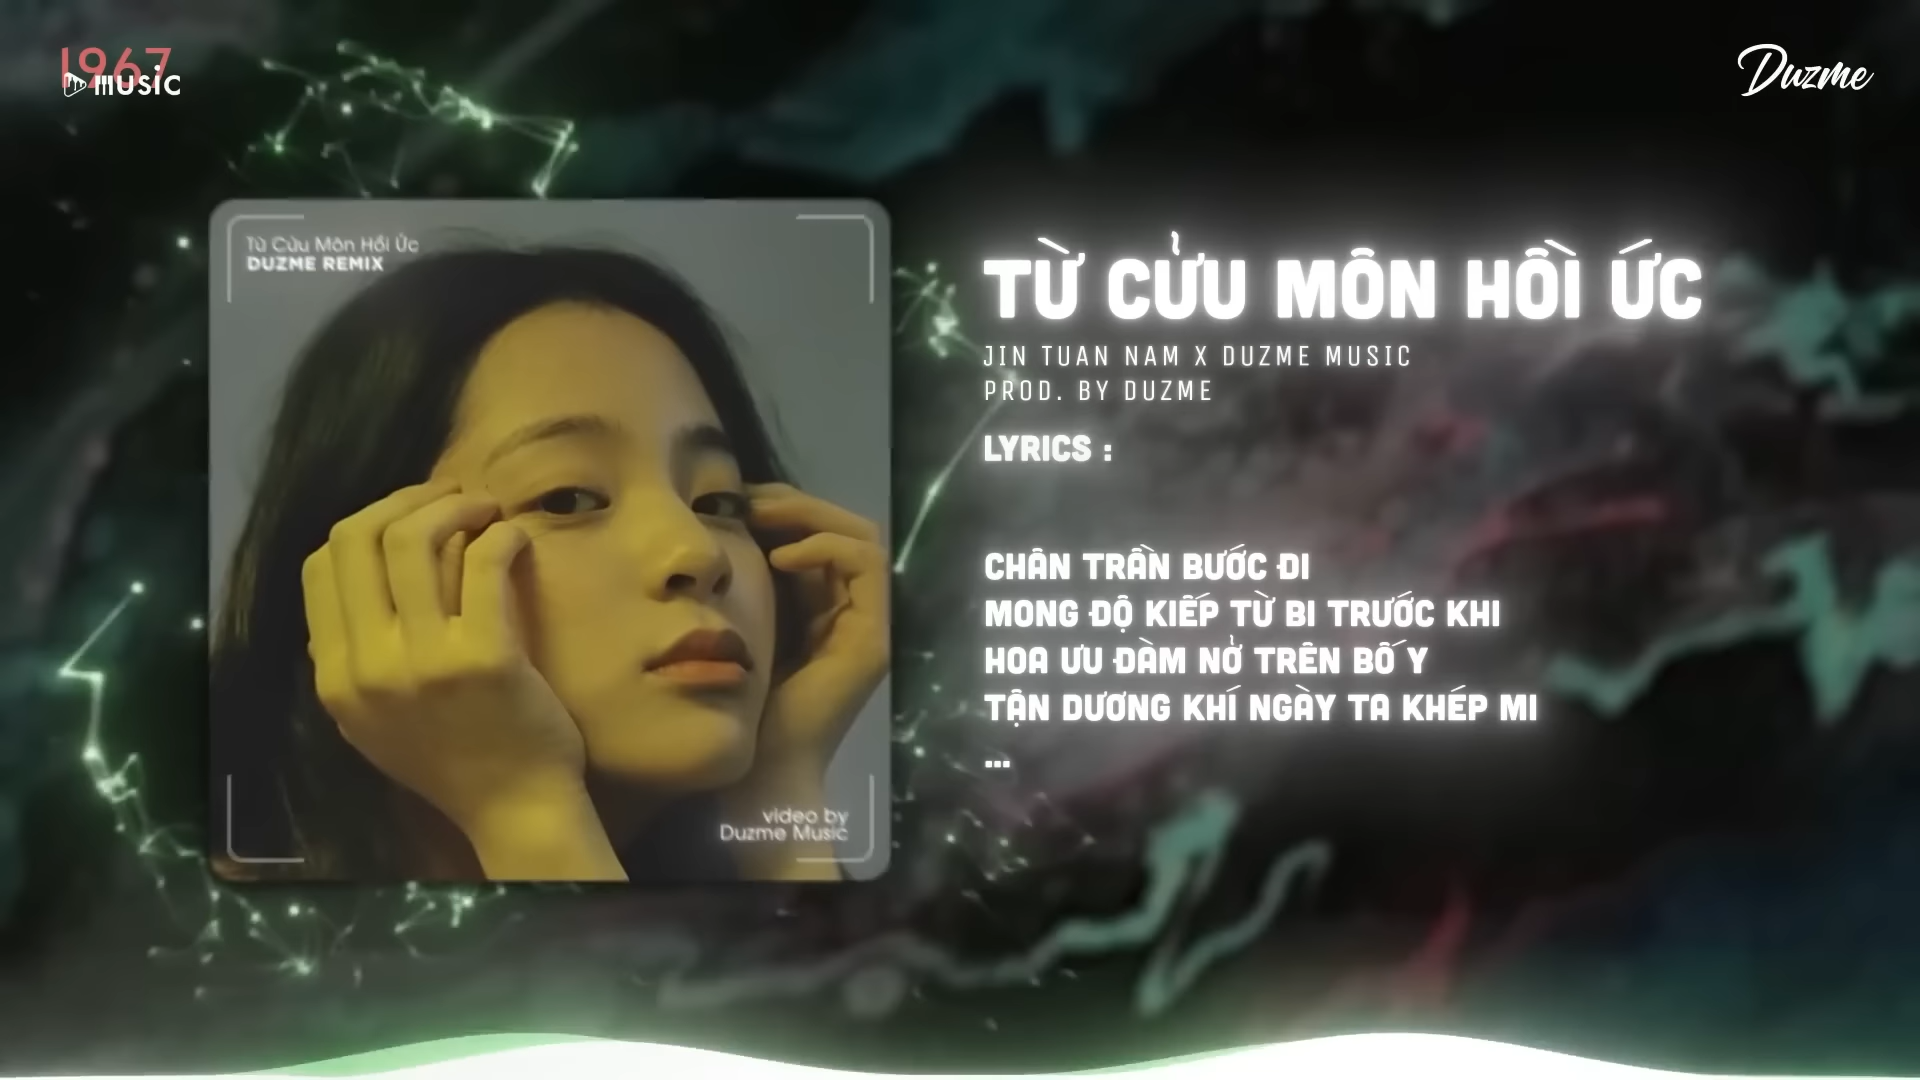 1967
music
Duzme
Từ Cửu Môn Hồi Ức
DUZME REMIX
TỪ CỬU MÔN HỒI ỨC
JIN TUAN NAM X DUZME MUSIC
PROD. BY DUZME
LYRICS :
CHÂN TRẦN BƯỚC ĐI
MONG ĐỘ KIẾP TỪ BI TRƯỚC KHI
HOA ƯU ĐÀM NỞ TRÊN BỐ Y
TẬN DƯƠNG KHÍ NGÀY TA KHÉP MI
...
video by
Duzme Music